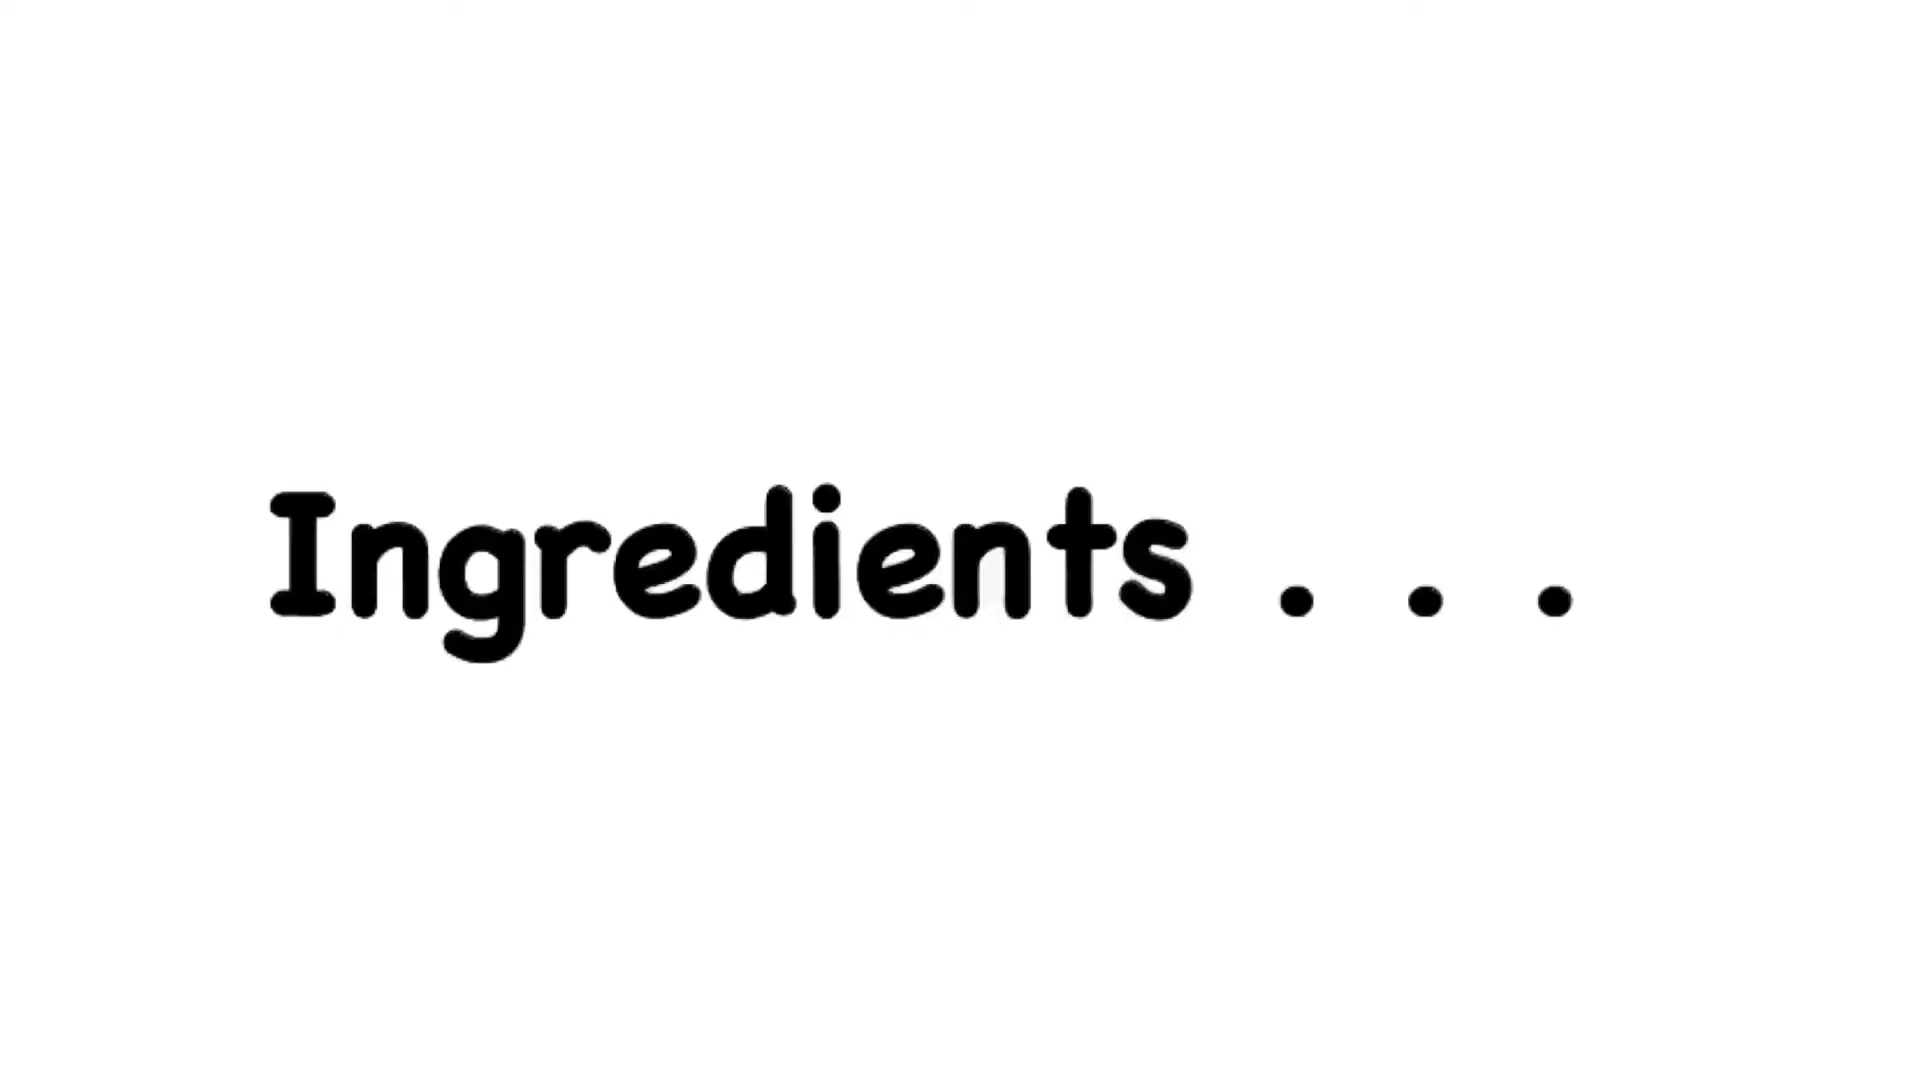 Ingredients . . .